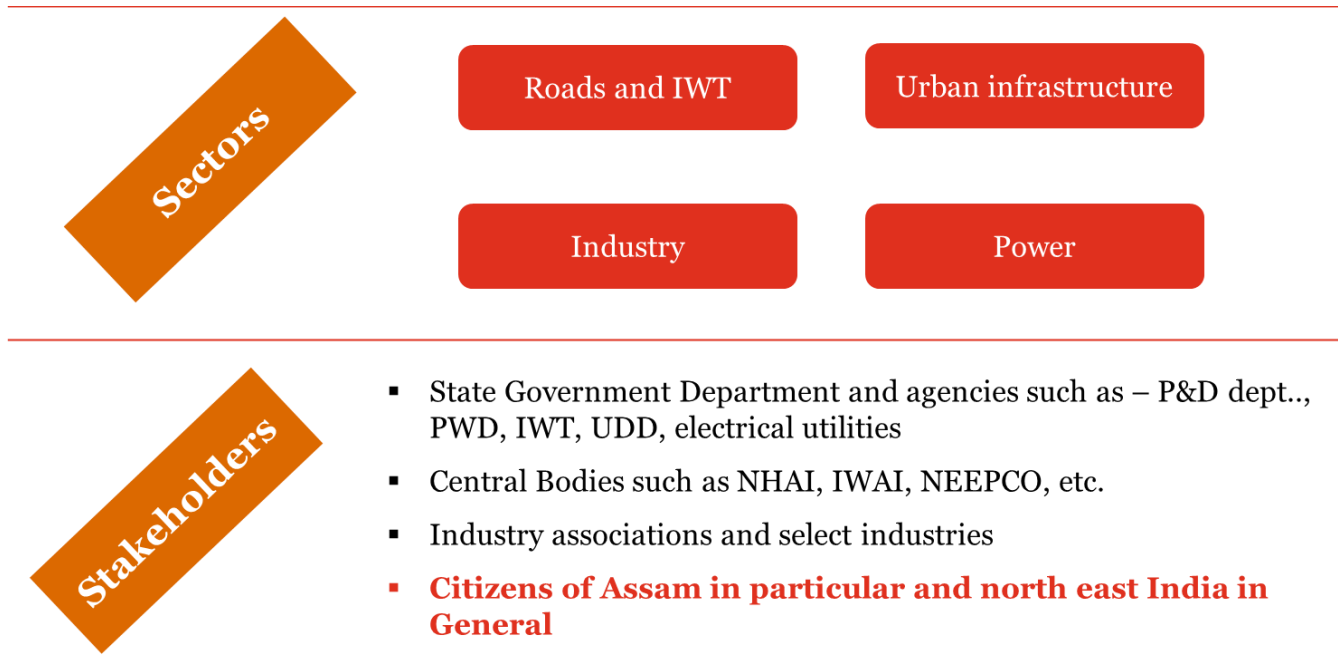 Sectors
Roads and IWT
Urban infrastructure
Industry
Power
Stakeholders
▪ State Government Department and agencies such as – P&D dept..,
PWD, IWT, UDD, electrical utilities
▪ Central Bodies such as NHAI, IWAI, NEEPCO, etc.
▪ Industry associations and select industries
▪ Citizens of Assam in particular and north east India in
General